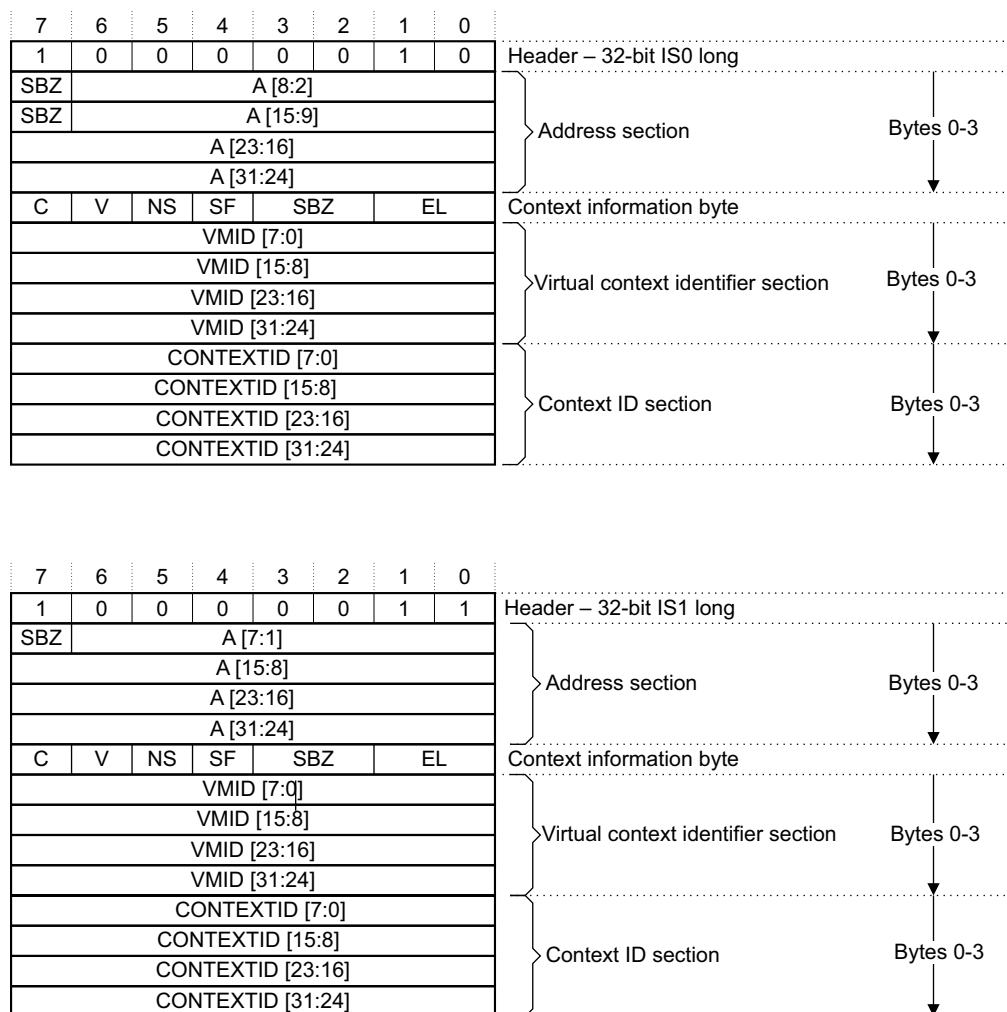 7 6 5 4 3 2 1 0
1 0 0 0 0 0 1 0 Header – 32-bit IS0 long
SBZ A [8:2]
SBZ A [15:9]
Address section Bytes 0-3
A [23:16]
A [31:24]
C V NS SF SBZ EL Context information byte
VMID [7:0]
VMID [15:8]
Virtual context identifier section Bytes 0-3
VMID [23:16]
VMID [31:24]
CONTEXTID [7:0]
CONTEXTID [15:8]
Context ID section Bytes 0-3
CONTEXTID [23:16]
CONTEXTID [31:24]
7 6 5 4 3 2 1 0
1 0 0 0 0 0 1 1 Header – 32-bit IS1 long
SBZ A [7:1]
A [15:8]
Address section Bytes 0-3
A [23:16]
A [31:24]
C V NS SF SBZ EL Context information byte
VMID [7:0]
VMID [15:8]
Virtual context identifier section Bytes 0-3
VMID [23:16]
VMID [31:24]
CONTEXTID [7:0]
CONTEXTID [15:8]
Context ID section Bytes 0-3
CONTEXTID [23:16]
CONTEXTID [31:24]